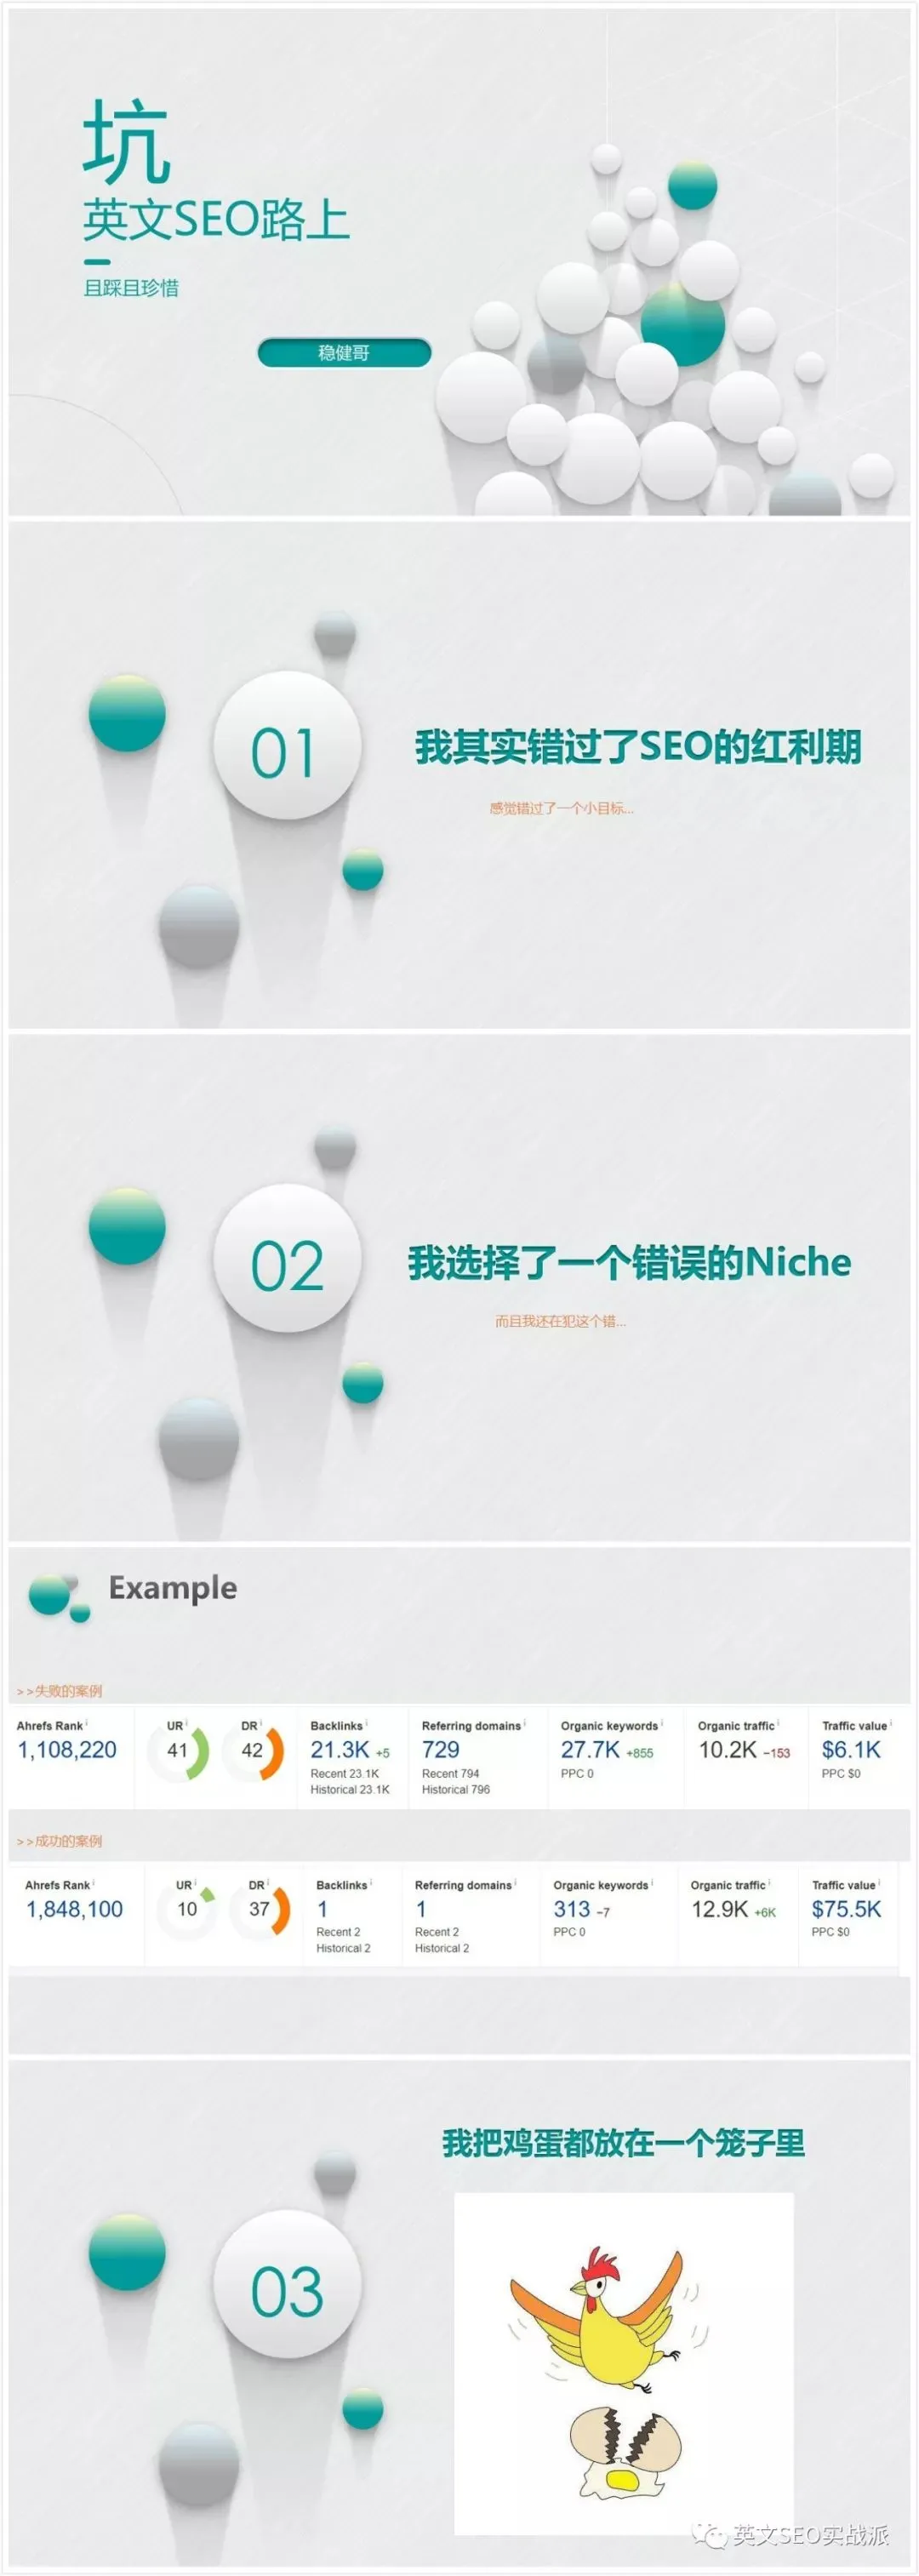 坑
英文SEO路上
且踩且珍惜
稳健哥
01
我其实错过了SEO的红利期
感觉错过了一个小目标...
02
我选择了一个错误的Niche
而且我还在犯这个错...
Example
>>失败的案例
Ahrefs Rank UR DR Backlinks Referring domains Organic keywords Organic traffic Traffic value
1,108,220 41 42 21.3K +5 729 27.7K +855 10.2K -153 $6.1K
Recent 23.1K Recent 794 PPC 0 PPC $0
Historical 23.1K Historical 796
>>成功的案例
Ahrefs Rank UR DR Backlinks Referring domains Organic keywords Organic traffic Traffic value
1,848,100 10 37 1 1 313 -7 12.9K +6K $75.5K
Recent 2 Recent 2 PPC 0 PPC $0
Historical 2 Historical 2
我把鸡蛋都放在一个笼子里
03
英文SEO实战派